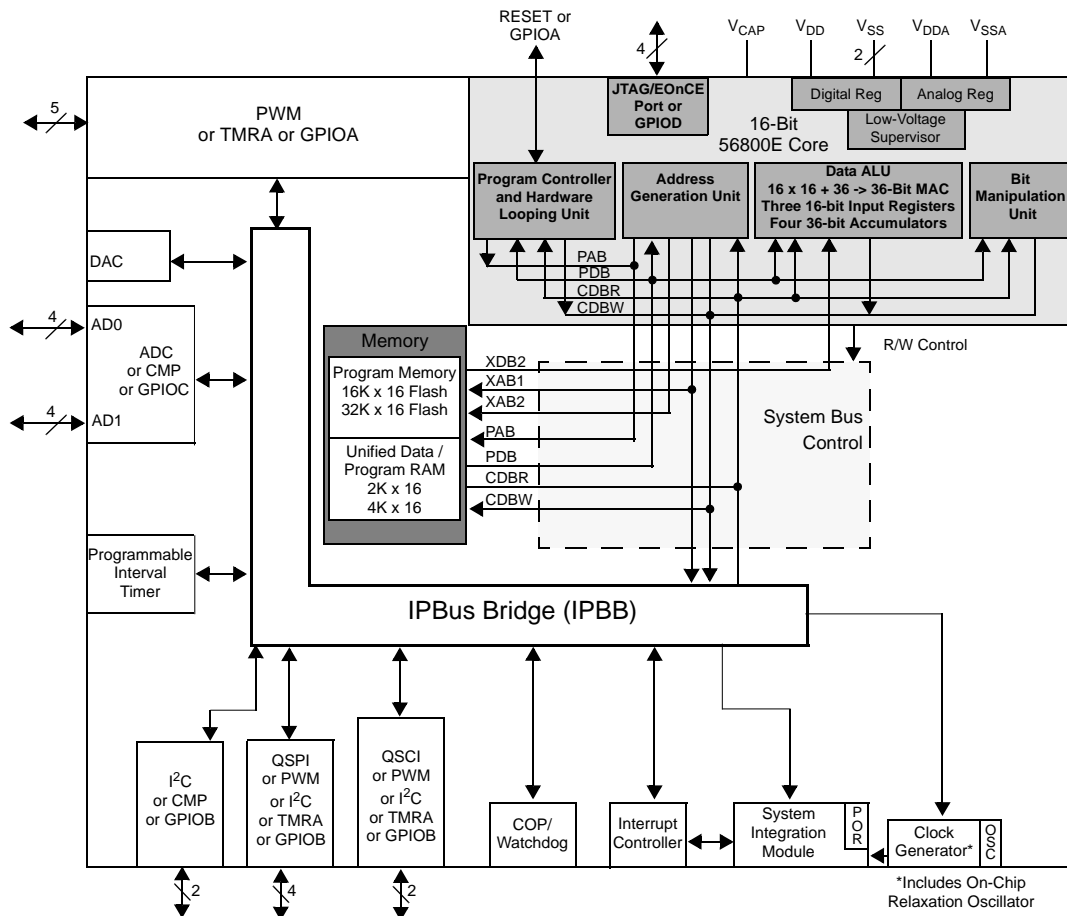 RESET or
GPIOA
4
VCAP
VDD
VSS
2
VDDA
VSSA
5
PWM
or TMRA or GPIOA
JTAG/EOnCE
Port or
GPIOD
Digital Reg
Analog Reg
Low-Voltage
Supervisor
16-Bit
56800E Core
Program Controller
and Hardware
Looping Unit
Address
Generation Unit
Data ALU
16 x 16 + 36 -> 36-Bit MAC
Three 16-bit Input Registers
Four 36-bit Accumulators
Bit
Manipulation
Unit
PAB
PDB
CDBR
CDBW
DAC
4
AD0
ADC
or CMP
or GPIOC
4
AD1
Memory
Program Memory
16K x 16 Flash
32K x 16 Flash
Unified Data /
Program RAM
2K x 16
4K x 16
XDB2
XAB1
XAB2
PAB
PDB
CDBR
CDBW
R/W Control
System Bus
Control
Programmable
Interval
Timer
IPBus Bridge (IPBB)
I²C
or CMP
or GPIOB
2
QSPI
or PWM
or I²C
or TMRA
or GPIOB
4
QSCI
or PWM
or I²C
or TMRA
or GPIOB
2
COP/
Watchdog
Interrupt
Controller
System
Integration
Module
POR
Clock
Generator*
OSC
*Includes On-Chip
Relaxation Oscillator